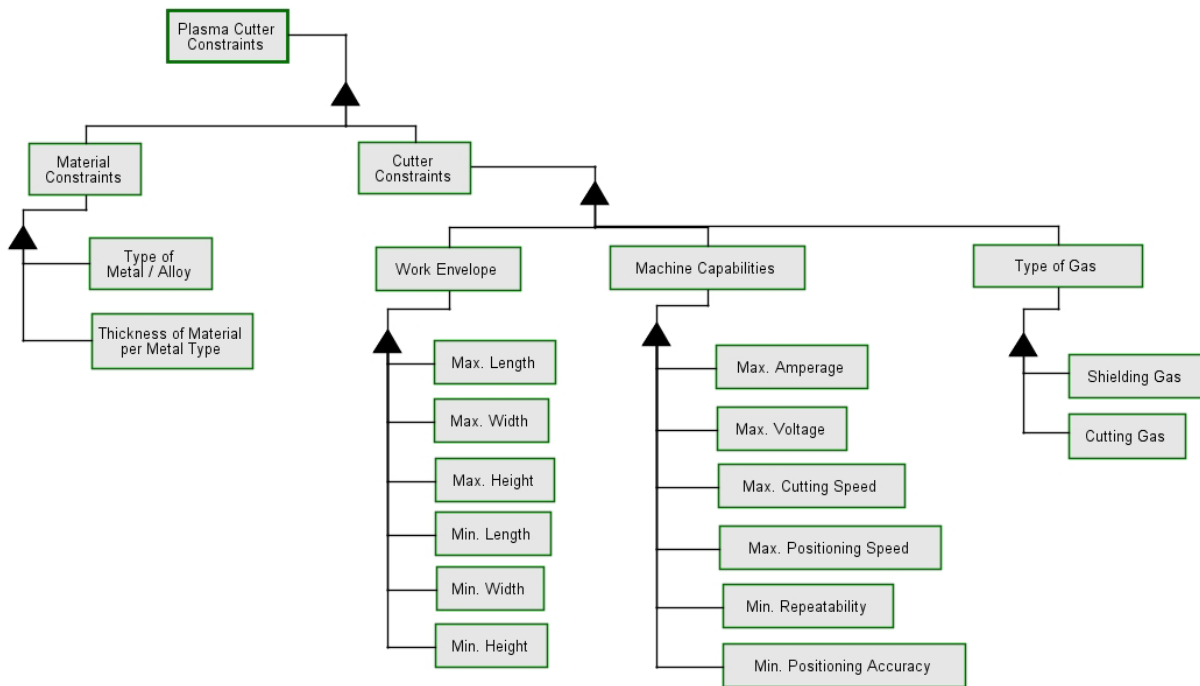 Plasma Cutter
Constraints
Material
Constraints
Cutter
Constraints
Type of
Metal / Alloy
Thickness of Material
per Metal Type
Work Envelope
Max. Length
Max. Width
Max. Height
Min. Length
Min. Width
Min. Height
Machine Capabilities
Max. Amperage
Max. Voltage
Max. Cutting Speed
Max. Positioning Speed
Min. Repeatability
Min. Positioning Accuracy
Type of Gas
Shielding Gas
Cutting Gas